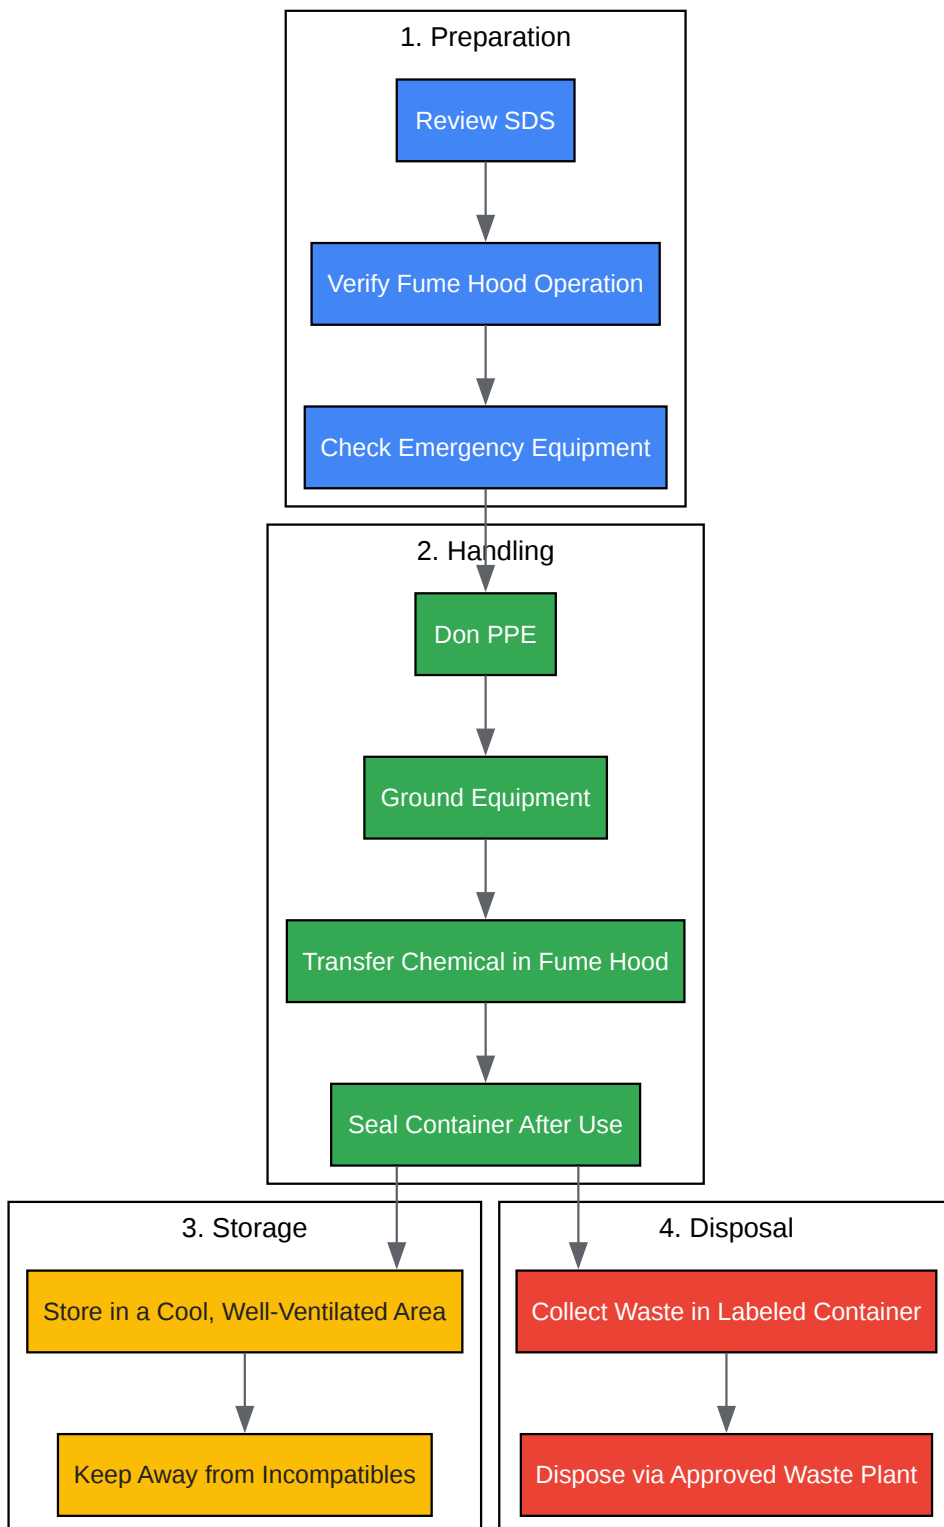 1. Preparation
Review SDS
Verify Fume Hood Operation
Check Emergency Equipment
2. Handling
Don PPE
Ground Equipment
Transfer Chemical in Fume Hood
Seal Container After Use
3. Storage
Store in a Cool, Well-Ventilated Area
Keep Away from Incompatibles
4. Disposal
Collect Waste in Labeled Container
Dispose via Approved Waste Plant